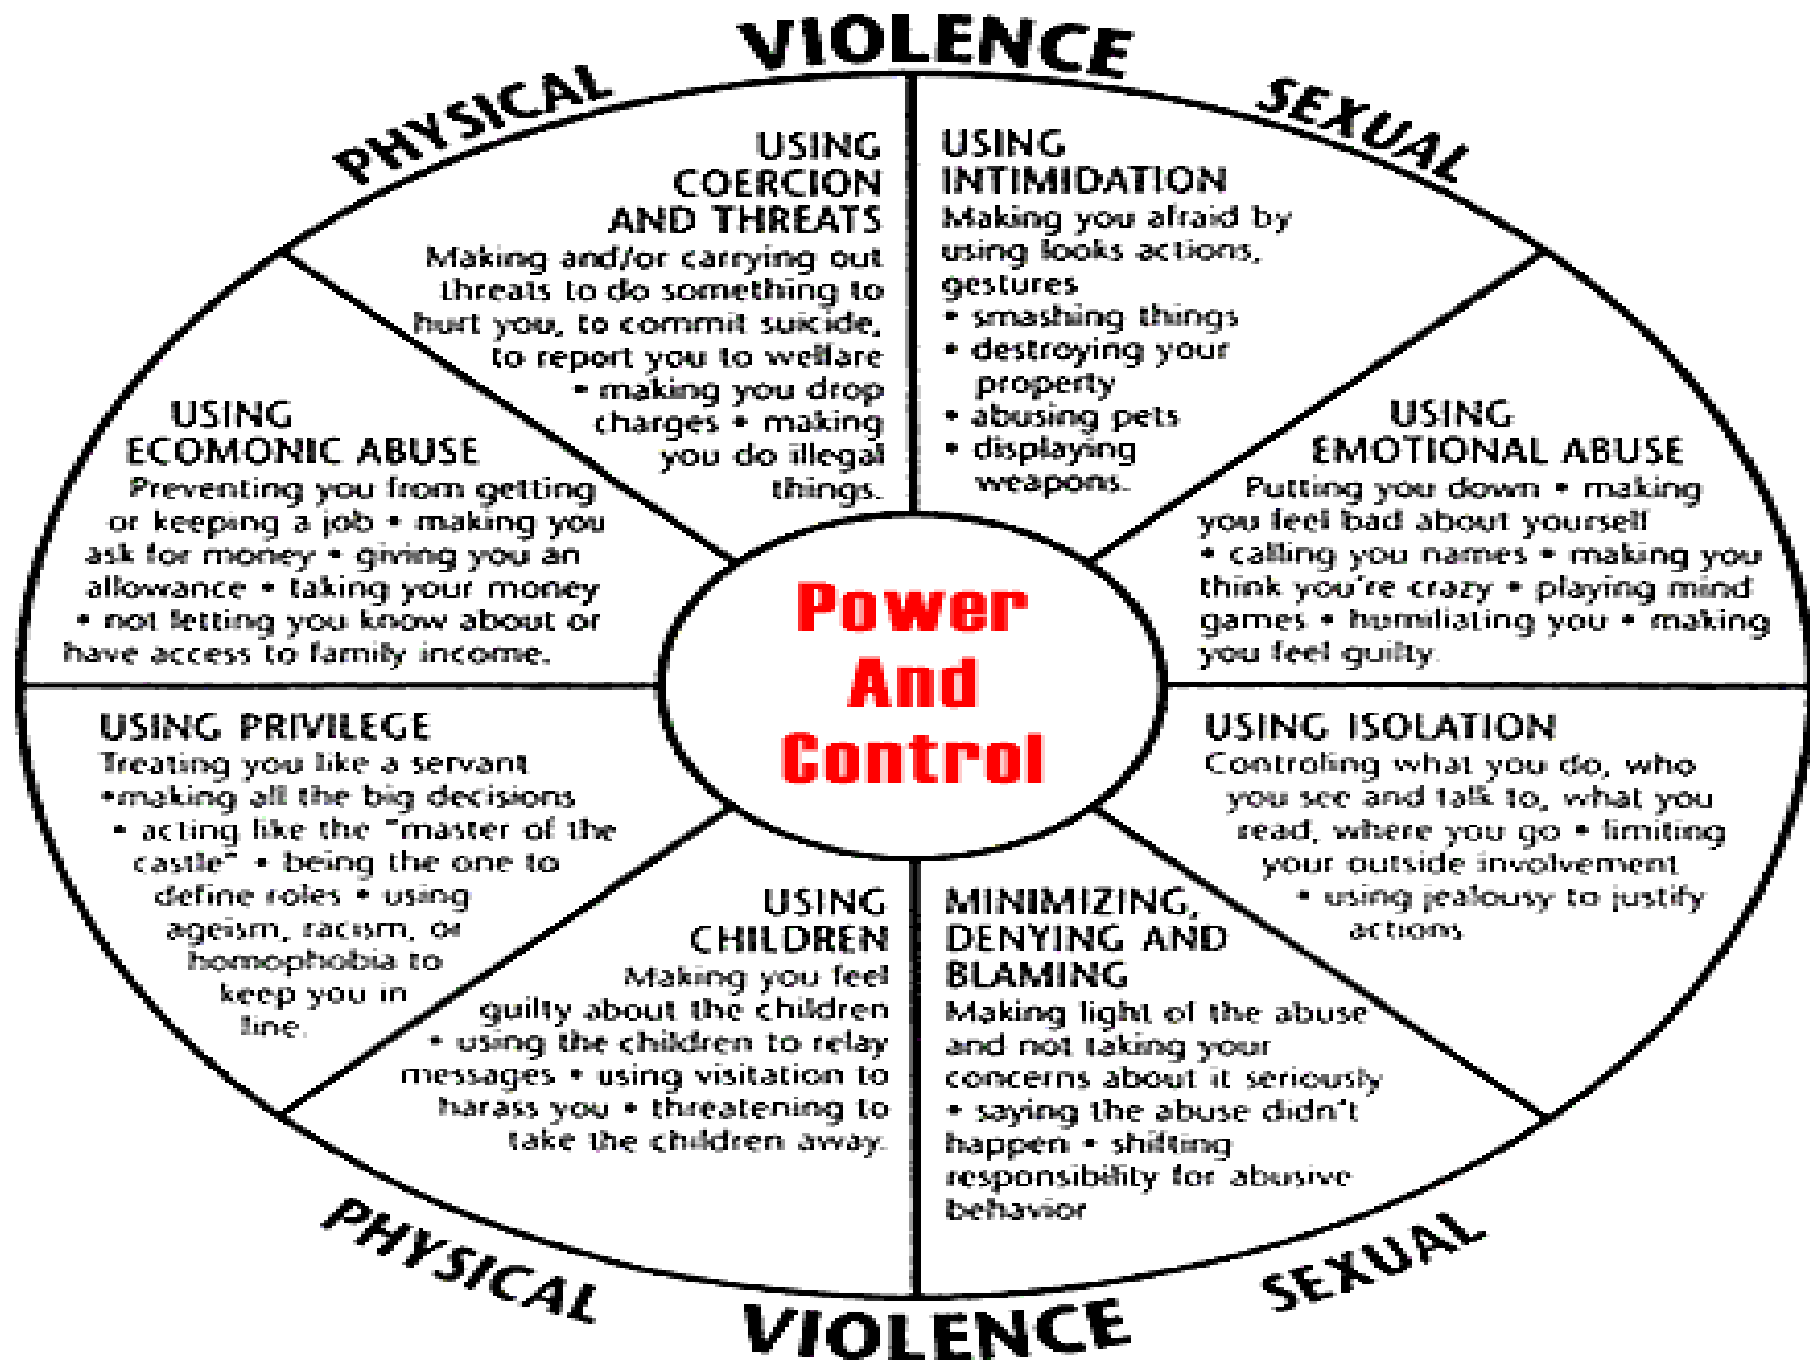 VIOLENCE
PHYSICAL
SEXUAL
USING
COERCION
AND THREATS
Making and/or carrying out
threats to do something to
hurt you, to commit suicide,
to report you to welfare
• making you drop
charges • making
you do illegal
things.
USING
INTIMIDATION
Making you afraid by
using looks actions,
gestures
• smashing things
• destroying your
property
• abusing pets
• displaying
weapons.
USING
ECOMONIC ABUSE
Preventing you from getting
or keeping a job • making you
ask for money • giving you an
allowance • taking your money
• not letting you know about or
have access to family income.
USING
EMOTIONAL ABUSE
Putting you down • making
you feel bad about yourself
• calling you names • making you
think you're crazy • playing mind
games • humiliating you • making
you feel guilty.
Power
And
Control
USING PRIVILEGE
Treating you like a servant
•making all the big decisions
• acting like the "master of the
castle" • being the one to
define roles • using
ageism, racism, or
homophobia to
keep you in
line.
USING ISOLATION
Controling what you do, who
you see and talk to, what you
read, where you go • limiting
your outside involvement
• using jealousy to justify
actions
USING
CHILDREN
Making you feel
guilty about the children
• using the children to relay
messages • using visitation to
harass you • threatening to
take the children away.
MINIMIZING,
DENYING AND
BLAMING
Making light of the abuse
and not taking your
concerns about it seriously
• saying the abuse didn't
happen • shifting
responsibility for abusive
behavior
PHYSICAL
SEXUAL
VIOLENCE